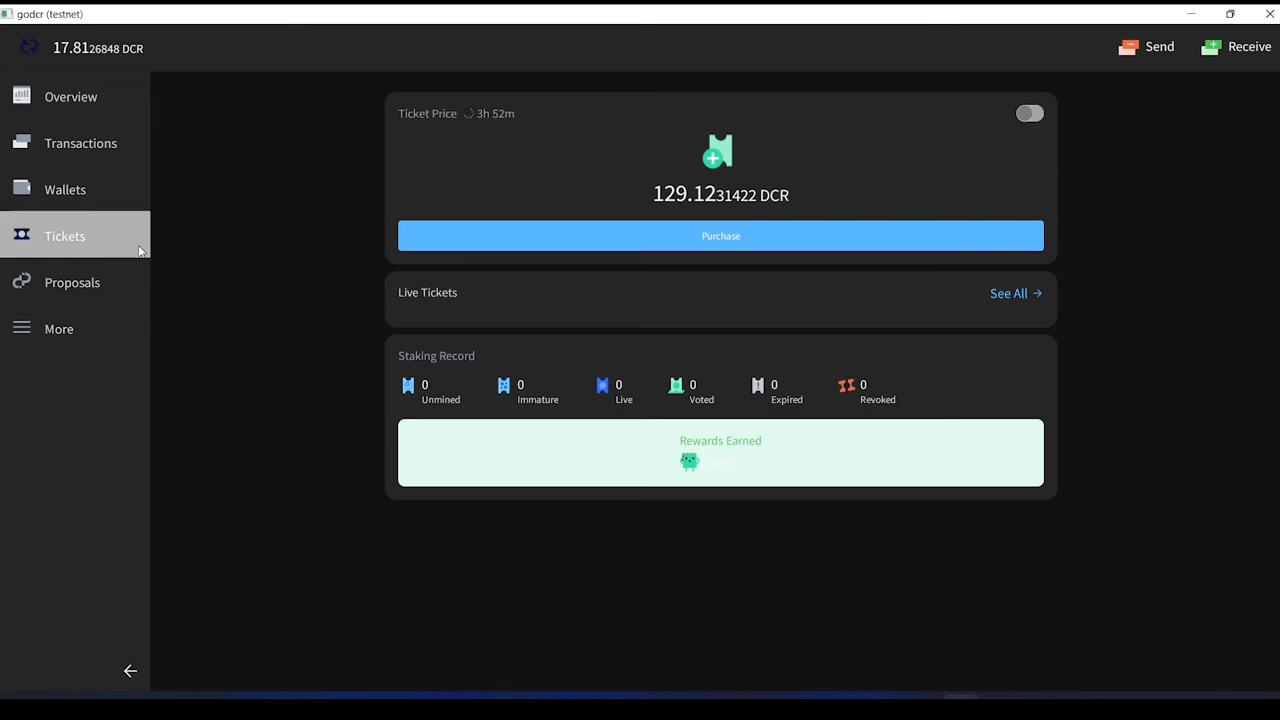 godcr (testnet)
17.8126848 DCR
Send
Receive
Overview
Transactions
Wallets
Tickets
Proposals
More
Ticket Price 3h 52m
129.1231422 DCR
Purchase
Live Tickets
See All
Staking Record
0 Unmined
0 Immature
0 Live
0 Voted
0 Expired
0 Revoked
Rewards Earned